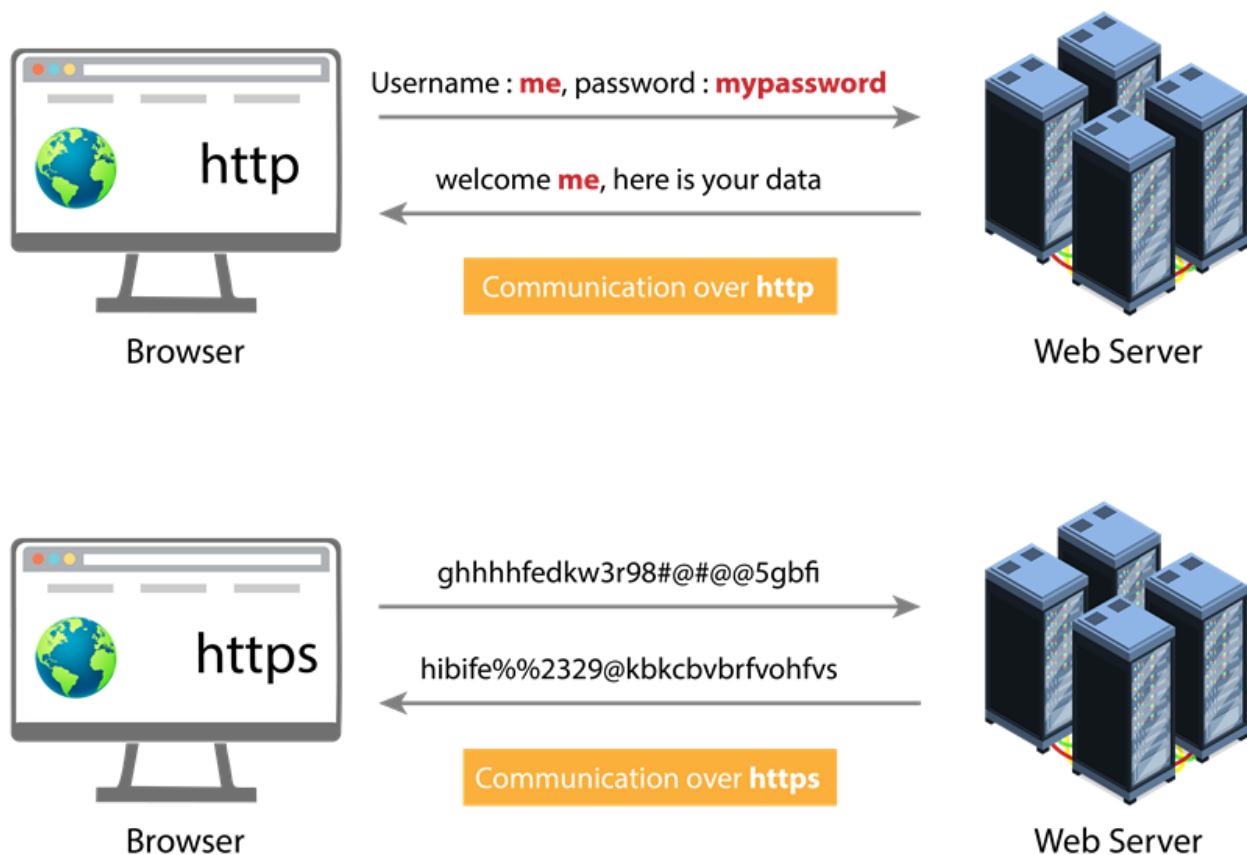 http
Username : me, password : mypassword
welcome me, here is your data
Communication over http
Browser
Web Server
https
ghhhhfedkw3r98#@#@@5gbfi
hibife%%2329@kbkcbvbrfvohfvs
Communication over https
Browser
Web Server